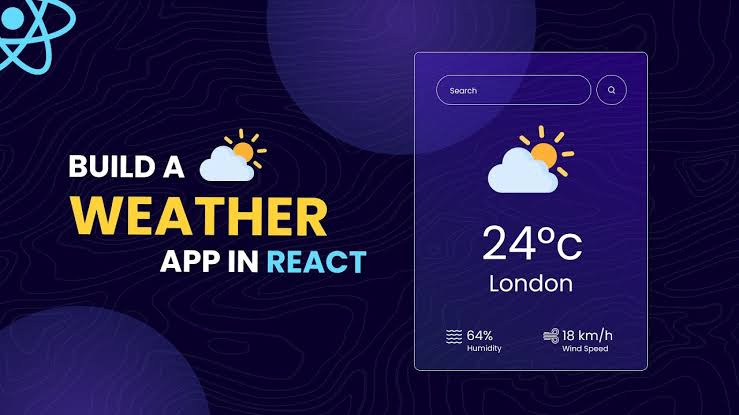 BUILD A
WEATHER
APP IN REACT
Search
24°c
London
64%
Humidity
18 km/h
Wind Speed